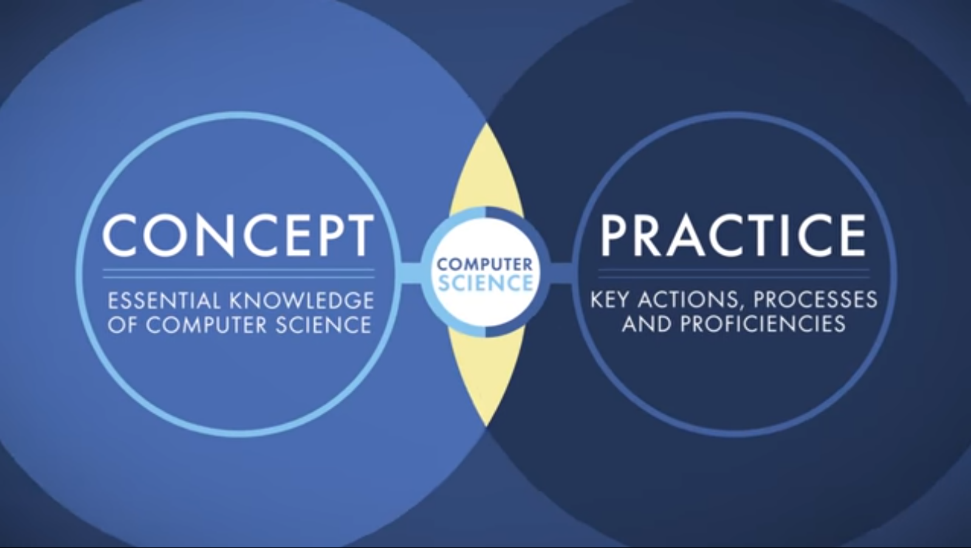 CONCEPT
ESSENTIAL KNOWLEDGE
OF COMPUTER SCIENCE
COMPUTER
SCIENCE
PRACTICE
KEY ACTIONS, PROCESSES
AND PROFICIENCIES